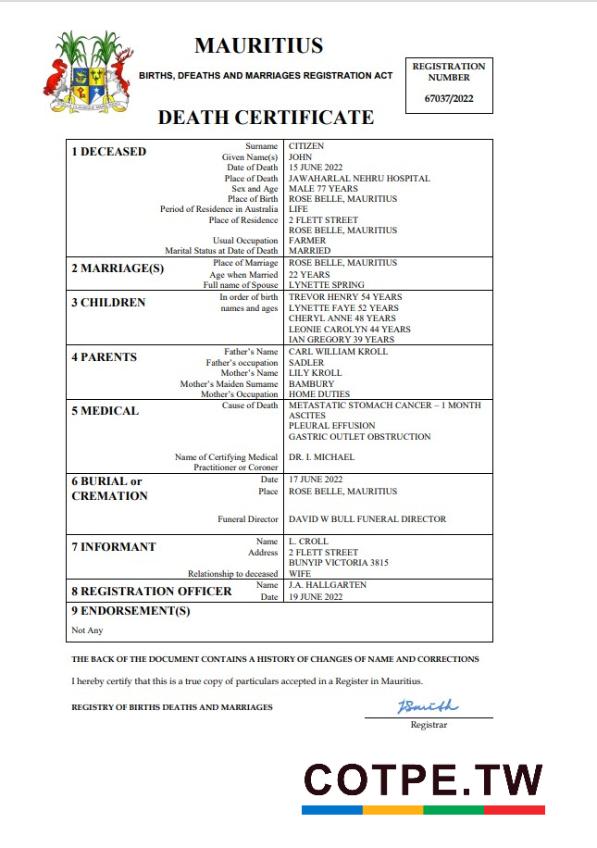 MAURITIUS
BIRTHS, DFEATHS AND MARRIAGES REGISTRATION ACT
REGISTRATION
NUMBER
67037/2022
DEATH CERTIFICATE
1 DECEASED
Surname CITIZEN
Given Name(s) JOHN
Date of Death 15 JUNE 2022
Place of Death JAWAHARLAL NEHRU HOSPITAL
Sex and Age MALE 77 YEARS
Place of Birth ROSE BELLE, MAURITIUS
Period of Residence in Australia LIFE
Place of Residence 2 FLETT STREET
ROSE BELLE, MAURITIUS
Usual Occupation FARMER
Marital Status at Date of Death MARRIED
2 MARRIAGE(S)
Place of Marriage ROSE BELLE, MAURITIUS
Age when Married 22 YEARS
Full name of Spouse LYNETTE SPRING
3 CHILDREN
In order of birth TREVOR HENRY 54 YEARS
names and ages LYNETTE FAYE 52 YEARS
CHERYL ANNE 48 YEARS
LEONIE CAROLYN 44 YEARS
IAN GREGORY 39 YEARS
4 PARENTS
Father's Name CARL WILLIAM KROLL
Father's occupation SADLER
Mother's Name LILY KROLL
Mother's Maiden Surname BAMBURY
Mother's Occupation HOME DUTIES
5 MEDICAL
Cause of Death METASTATIC STOMACH CANCER – 1 MONTH
ASCITES
PLEURAL EFFUSION
GASTRIC OUTLET OBSTRUCTION
Name of Certifying Medical DR. I. MICHAEL
Practitioner or Coroner
6 BURIAL or
CREMATION
Date 17 JUNE 2022
Place ROSE BELLE, MAURITIUS
Funeral Director DAVID W BULL FUNERAL DIRECTOR
7 INFORMANT
Name L. CROLL
Address 2 FLETT STREET
BUNYIP VICTORIA 3815
Relationship to deceased WIFE
8 REGISTRATION OFFICER
Name J.A. HALLGARTEN
Date 19 JUNE 2022
9 ENDORSEMENT(S)
Not Any
THE BACK OF THE DOCUMENT CONTAINS A HISTORY OF CHANGES OF NAME AND CORRECTIONS
I hereby certify that this is a true copy of particulars accepted in a Register in Mauritius.
REGISTRY OF BIRTHS DEATHS AND MARRIAGES
Registrar
COTPE.TW